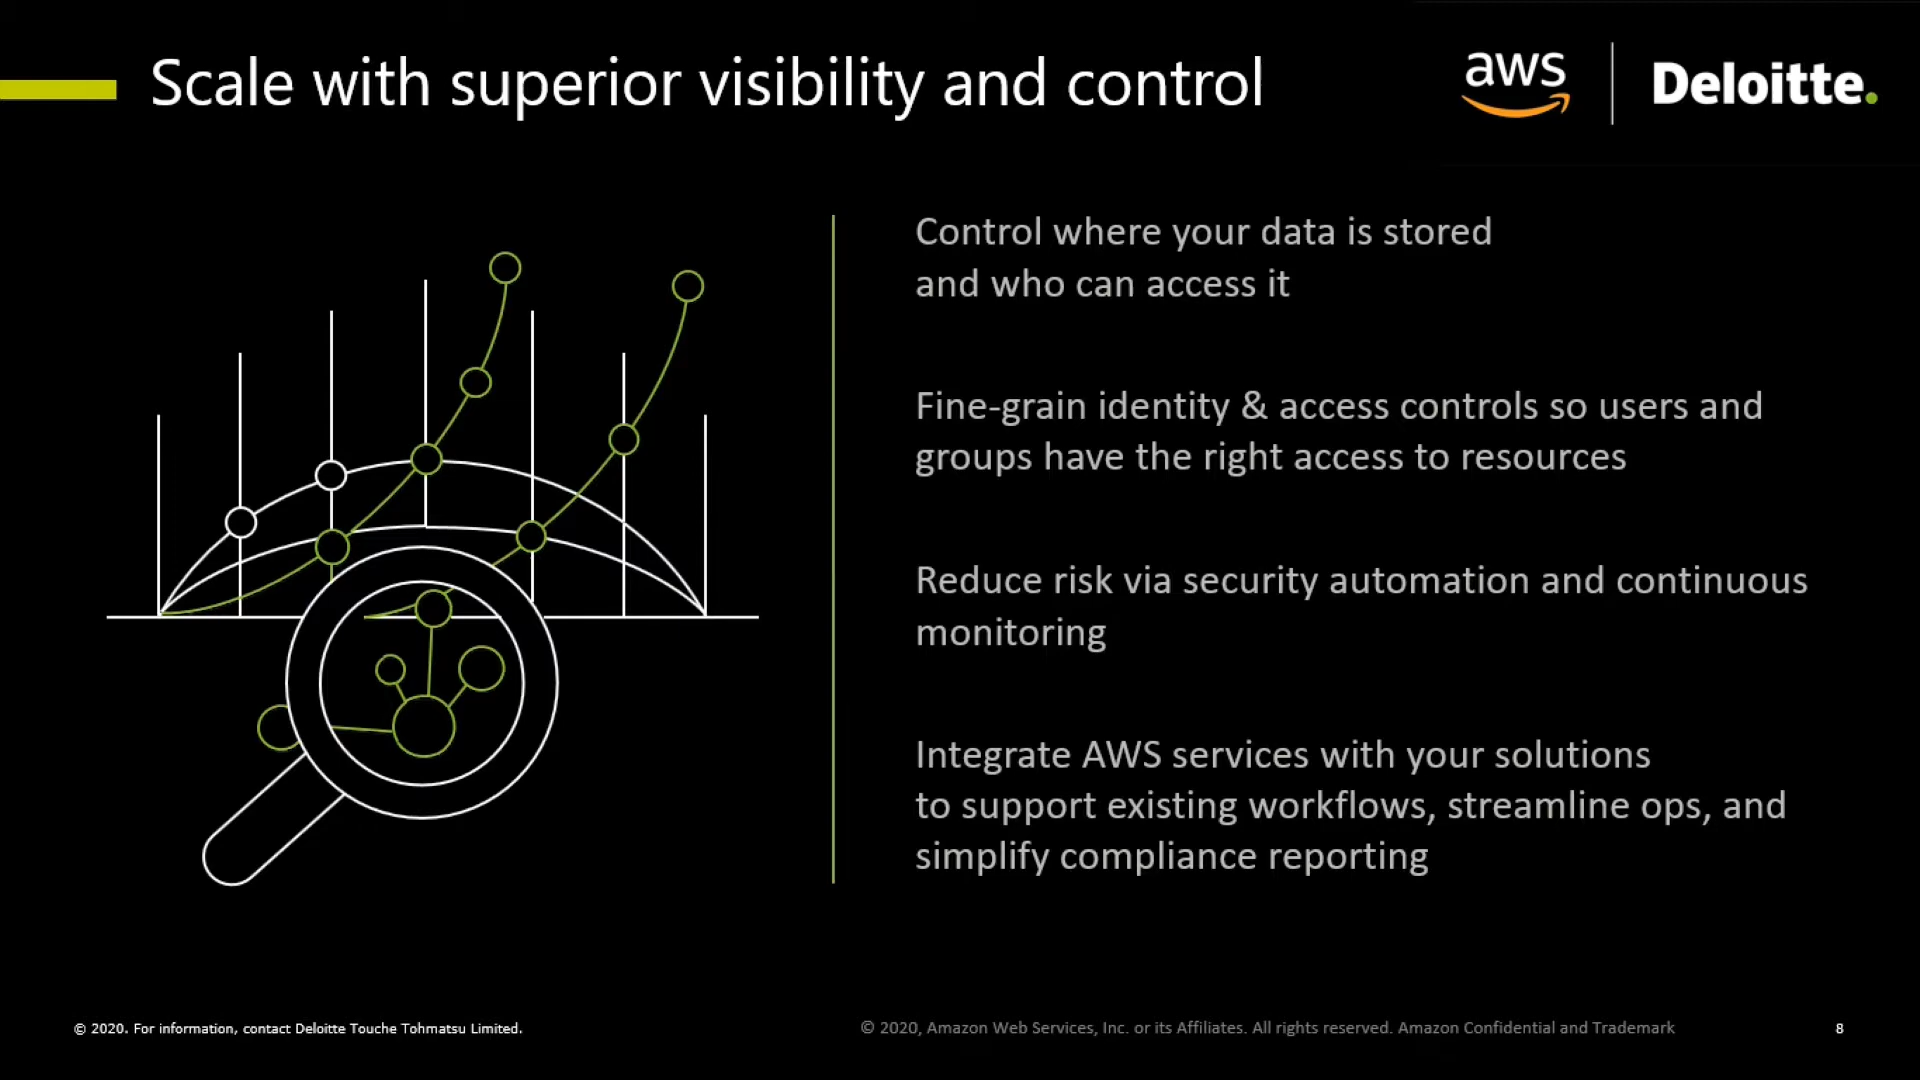 Scale with superior visibility and control
aws
Deloitte.
Control where your data is stored
and who can access it
Fine-grain identity & access controls so users and
groups have the right access to resources
Reduce risk via security automation and continuous
monitoring
Integrate AWS services with your solutions
to support existing workflows, streamline ops, and
simplify compliance reporting
© 2020. For information, contact Deloitte Touche Tohmatsu Limited.
© 2020, Amazon Web Services, Inc. or its Affiliates. All rights reserved. Amazon Confidential and Trademark
8